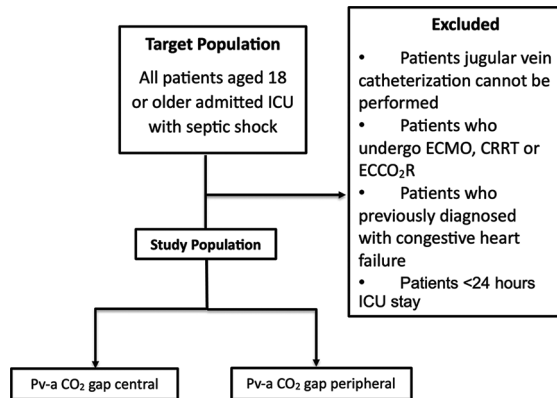 Target Population
All patients aged 18
or older admitted ICU
with septic shock
Excluded
• Patients jugular vein
catheterization cannot be
performed
• Patients who
undergo ECMO, CRRT or
ECCO₂R
• Patients who
previously diagnosed
with congestive heart
failure
• Patients <24 hours
ICU stay
Study Population
Pv-a CO₂ gap central
Pv-a CO₂ gap peripheral